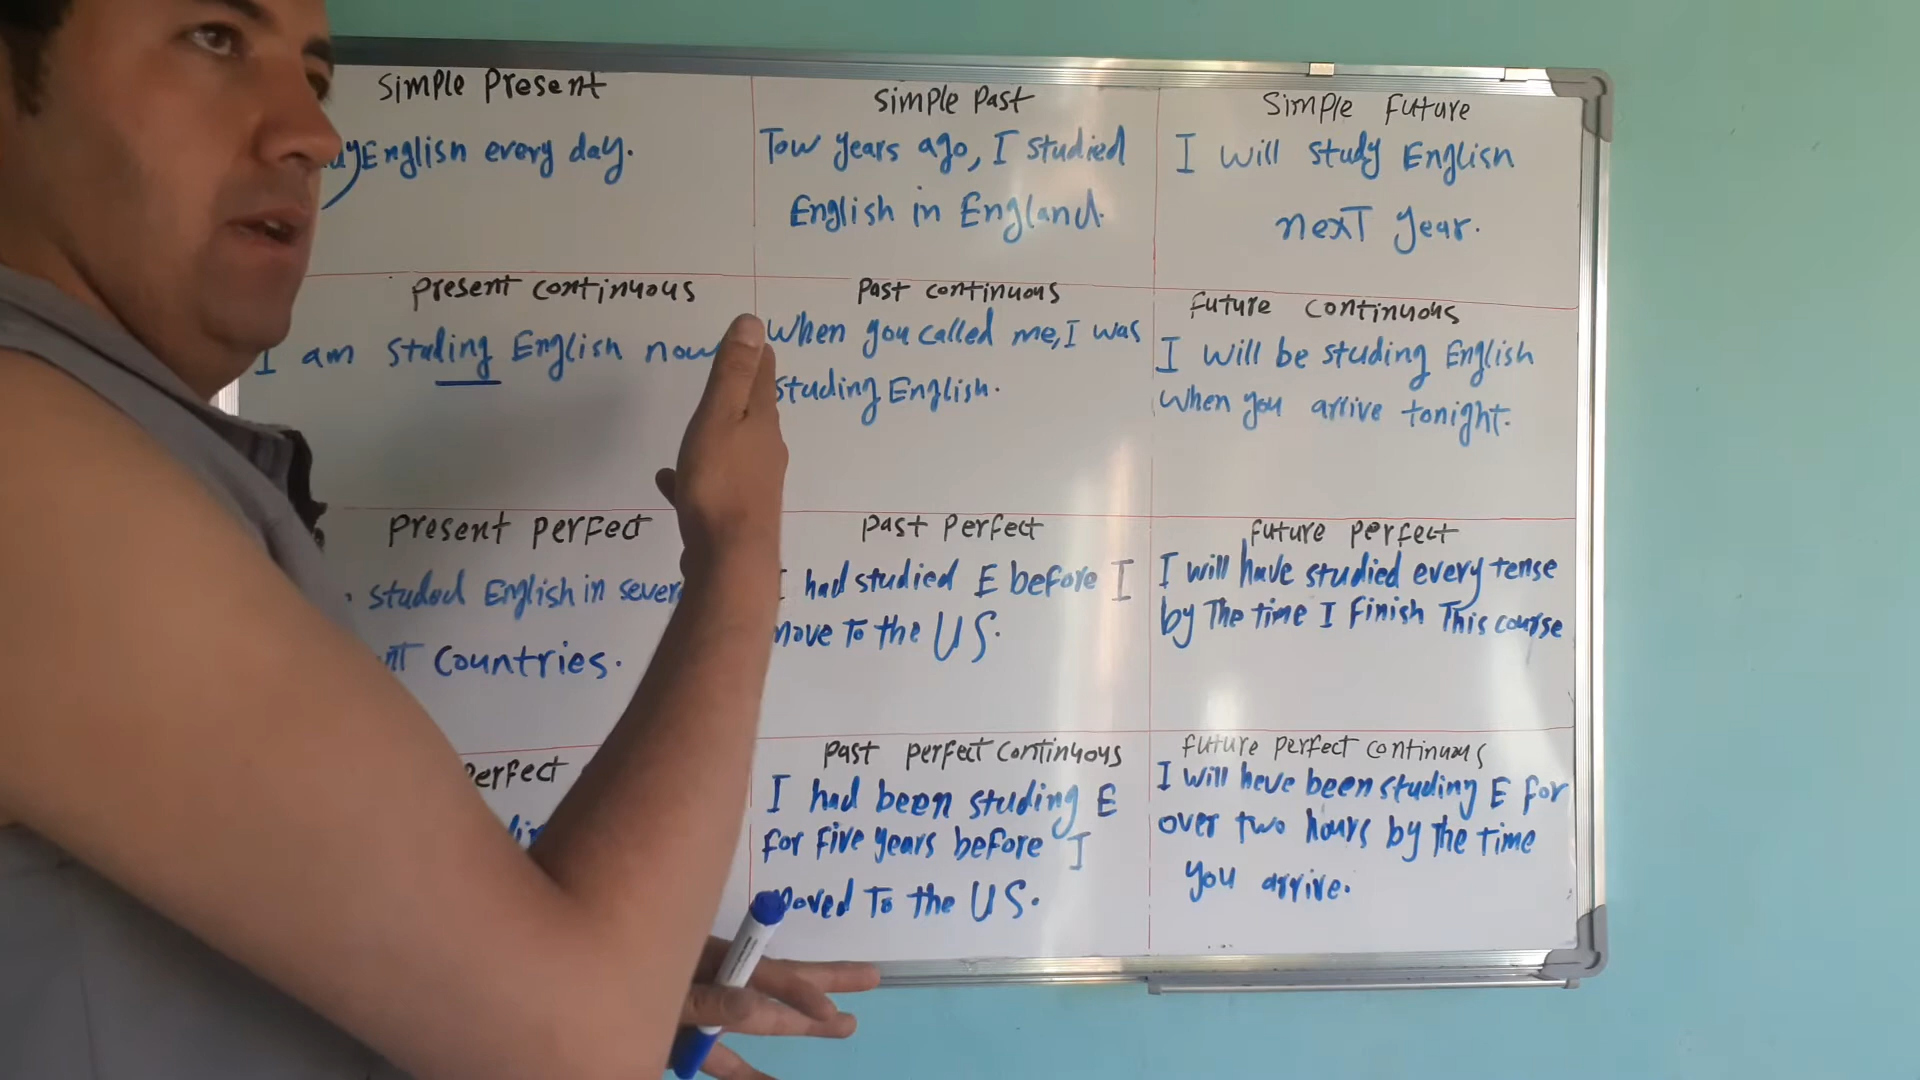 Simple Present
English every day.
Simple Past
Tow years ago, I studied
English in England.
Simple Future
I will study English
next year.
Present continuous
I am studing English now
Past continuous
When you called me, I was
studing English.
Future continuous
I will be studing English
when you arrive tonight.
Present perfect
studed English in sever
countries.
Past perfect
I had studied E before I
move to the US.
Future perfect
I will have studied every tense
by the time I finish this course
perfect
Past perfect continuous
I had been studing E
for five years before I
moved to the US.
Future perfect continuous
I will heve been studing E for
over two hours by the time
you arrive.